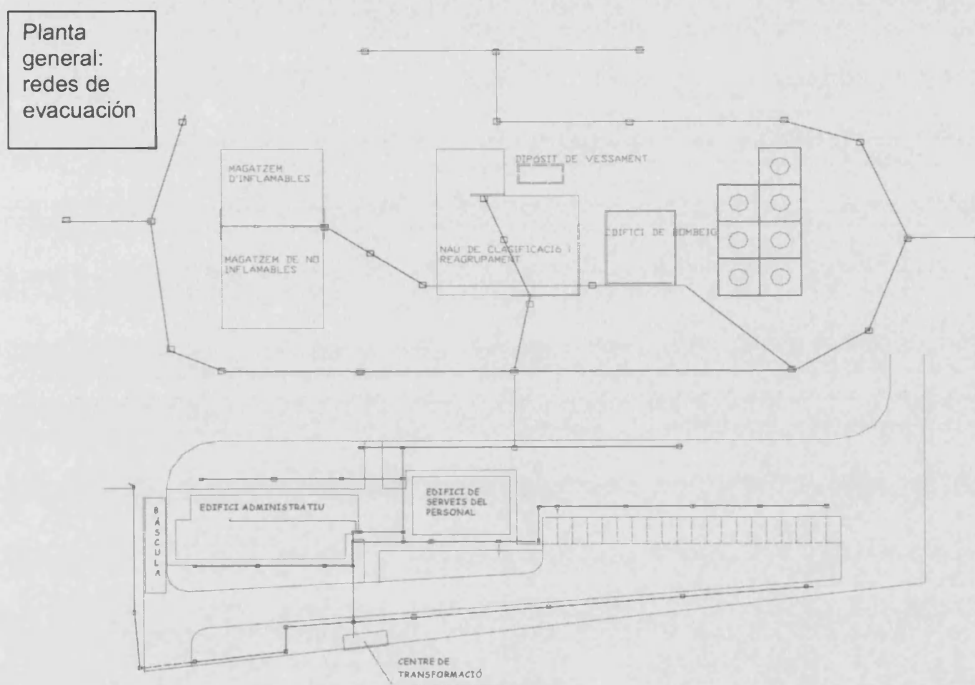 Planta
general:
redes de
evacuación
MAGATZEM
D'INFLAMABLES
MAGATZEM DE NO
INFLAMABLES
DIPOSIT DE VESSAMENT
NAU DE CLASIFICACIO I
REAGRUPAMENT
EDIFICI DE BOMBEIG
BÀSCULA
EDIFICI ADMINISTRATIU
EDIFICI DE
SERVEIS DEL
PERSONAL
CENTRE DE
TRANSFORMACIÓ